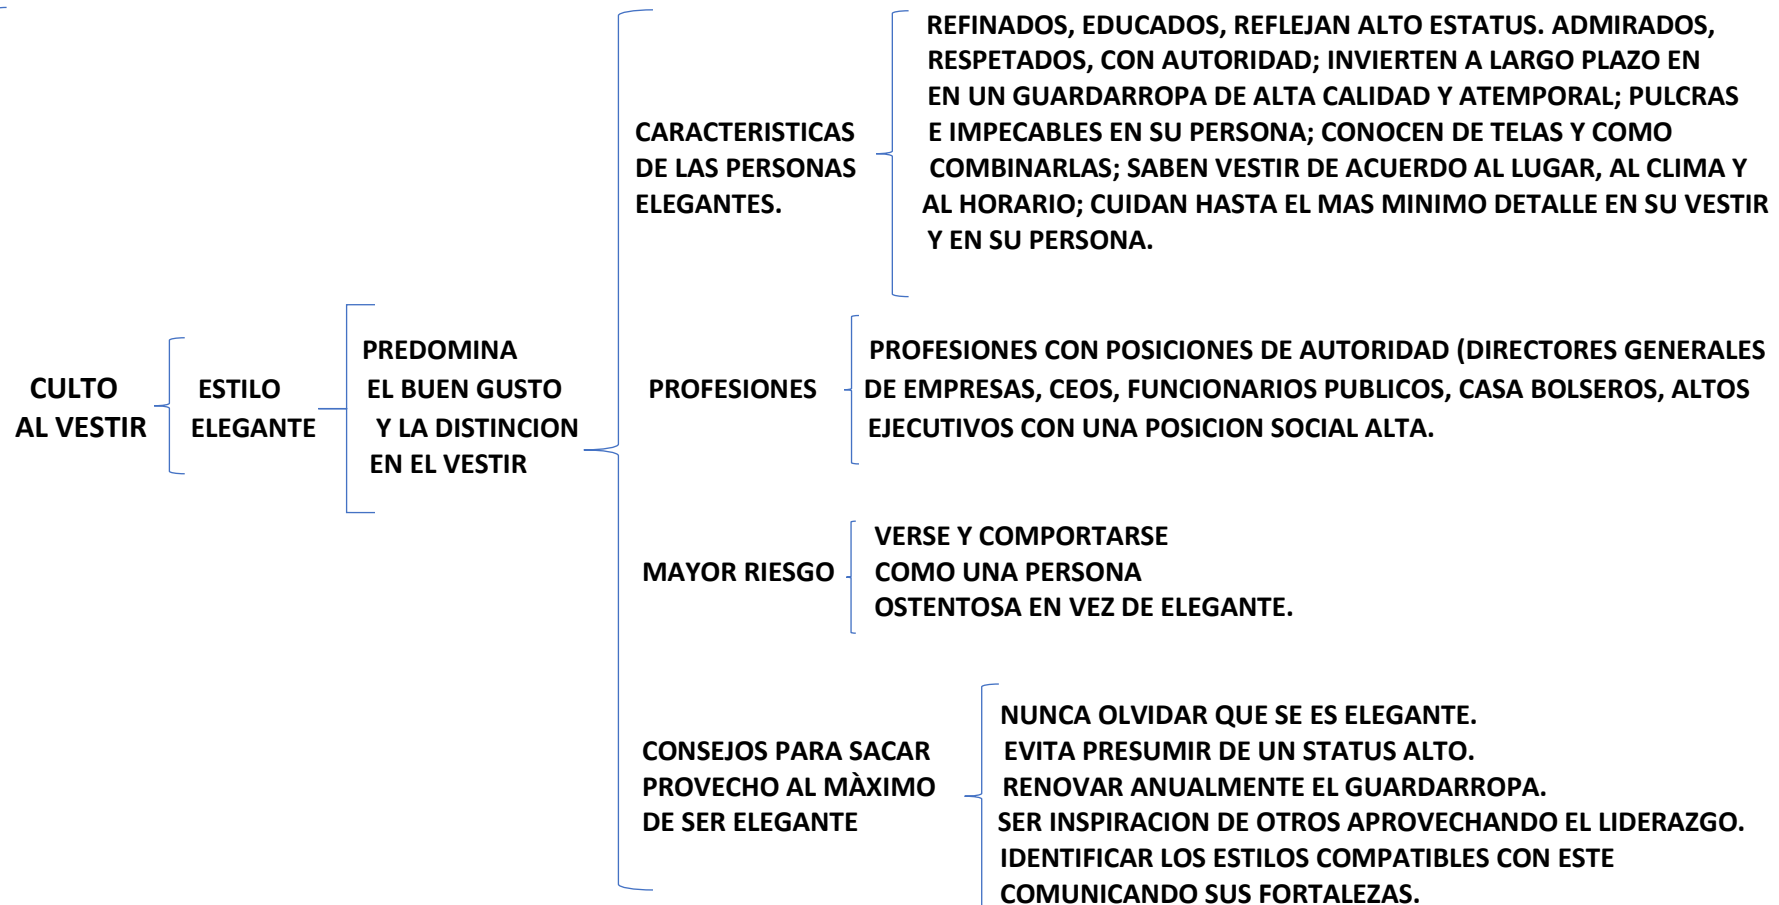 CULTO
AL VESTIR
ESTILO
ELEGANTE
PREDOMINA
EL BUEN GUSTO
Y LA DISTINCION
EN EL VESTIR
CARACTERISTICAS
DE LAS PERSONAS
ELEGANTES.
REFINADOS, EDUCADOS, REFLEJAN ALTO ESTATUS. ADMIRADOS,
RESPETADOS, CON AUTORIDAD; INVIERTEN A LARGO PLAZO EN
EN UN GUARDARROPA DE ALTA CALIDAD Y ATEMPORAL; PULCRAS
E IMPECABLES EN SU PERSONA; CONOCEN DE TELAS Y COMO
COMBINARLAS; SABEN VESTIR DE ACUERDO AL LUGAR, AL CLIMA Y
AL HORARIO; CUIDAN HASTA EL MAS MINIMO DETALLE EN SU VESTIR
Y EN SU PERSONA.
PROFESIONES
PROFESIONES CON POSICIONES DE AUTORIDAD (DIRECTORES GENERALES
DE EMPRESAS, CEOS, FUNCIONARIOS PUBLICOS, CASA BOLSEROS, ALTOS
EJECUTIVOS CON UNA POSICION SOCIAL ALTA.
MAYOR RIESGO
VERSE Y COMPORTARSE
COMO UNA PERSONA
OSTENTOSA EN VEZ DE ELEGANTE.
CONSEJOS PARA SACAR
PROVECHO AL MÀXIMO
DE SER ELEGANTE
NUNCA OLVIDAR QUE SE ES ELEGANTE.
EVITA PRESUMIR DE UN STATUS ALTO.
RENOVAR ANUALMENTE EL GUARDARROPA.
SER INSPIRACION DE OTROS APROVECHANDO EL LIDERAZGO.
IDENTIFICAR LOS ESTILOS COMPATIBLES CON ESTE
COMUNICANDO SUS FORTALEZAS.